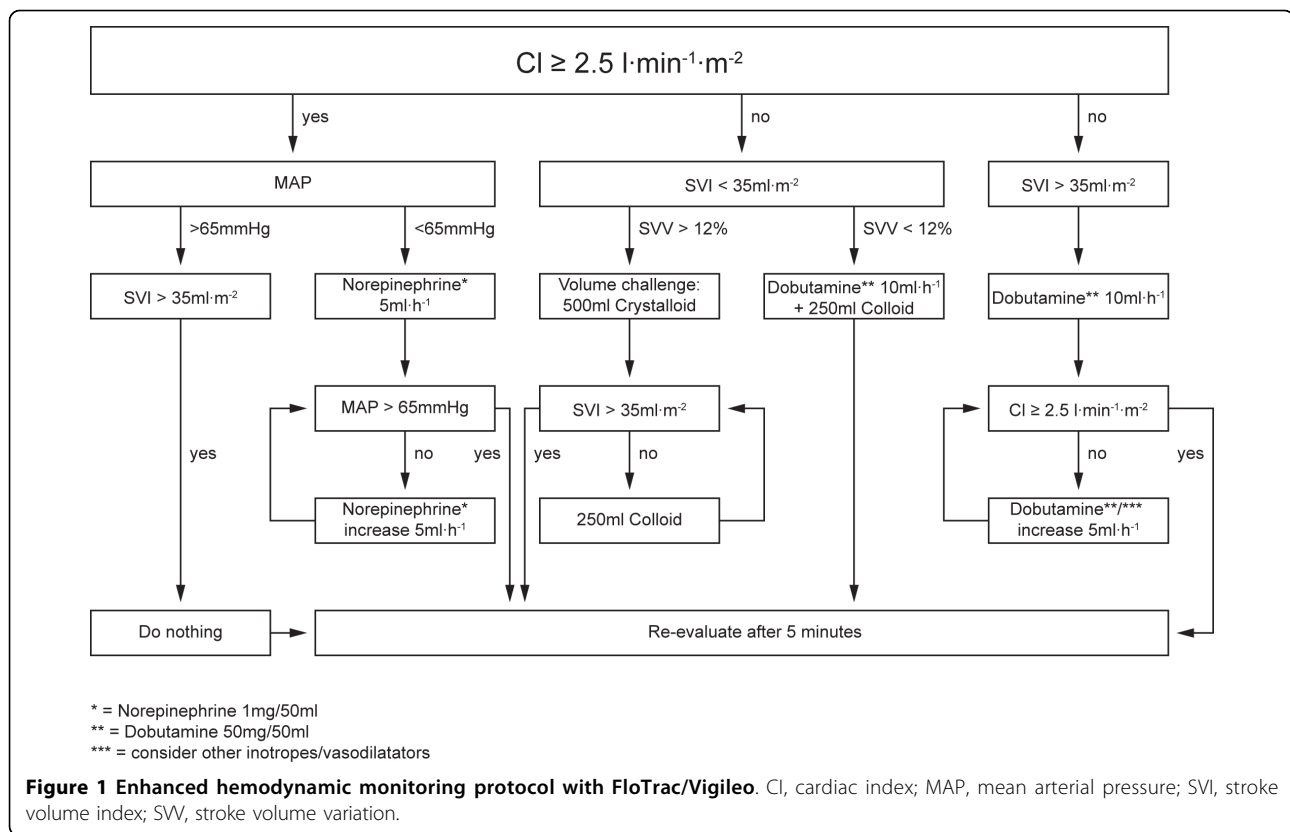 CI ≥ 2.5 l·min⁻¹·m⁻²
yes
no
no
MAP
SVI < 35ml·m⁻²
SVI > 35ml·m⁻²
>65mmHg
<65mmHg
SVV > 12%
SVV < 12%
SVI > 35ml·m⁻²
Norepinephrine*
5ml·h⁻¹
Volume challenge:
500ml Crystalloid
Dobutamine** 10ml·h⁻¹
+ 250ml Colloid
Dobutamine** 10ml·h⁻¹
MAP > 65mmHg
SVI > 35ml·m⁻²
CI ≥ 2.5 l·min⁻¹·m⁻²
yes
no
yes
yes
no
no
yes
Norepinephrine*
increase 5ml·h⁻¹
250ml Colloid
Dobutamine**/***
increase 5ml·h⁻¹
Do nothing
Re-evaluate after 5 minutes
* = Norepinephrine 1mg/50ml
** = Dobutamine 50mg/50ml
*** = consider other inotropes/vasodilatators
Figure 1 Enhanced hemodynamic monitoring protocol with FloTrac/Vigileo. CI, cardiac index; MAP, mean arterial pressure; SVI, stroke
volume index; SVV, stroke volume variation.